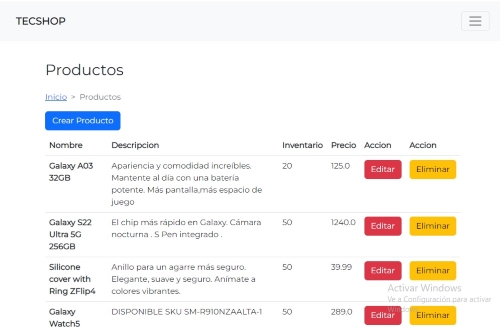 TECSHOP
Productos
Inicio > Productos
Crear Producto
Nombre Descripcion Inventario Precio Accion Accion
Galaxy A03 Apariencia y comodidad increíbles. 20 125.0 Editar Eliminar
32GB Mantente al día con una batería
potente. Más pantalla,más espacio de
juego
Galaxy S22 El chip más rápido en Galaxy. Cámara 50 1240.0 Editar Eliminar
Ultra 5G nocturna . S Pen integrado .
256GB
Silicone Anillo para un agarre más seguro. 50 39.99 Editar Eliminar
cover with Elegante, suave y seguro. Anímate a
Ring ZFlip4 colores vibrantes.
Activar Windows
Ve a Configuración para activar
Galaxy DISPONIBLE SKU SM-R910NZAALTA-1 50 289.0 Editar Eliminar
Watch5